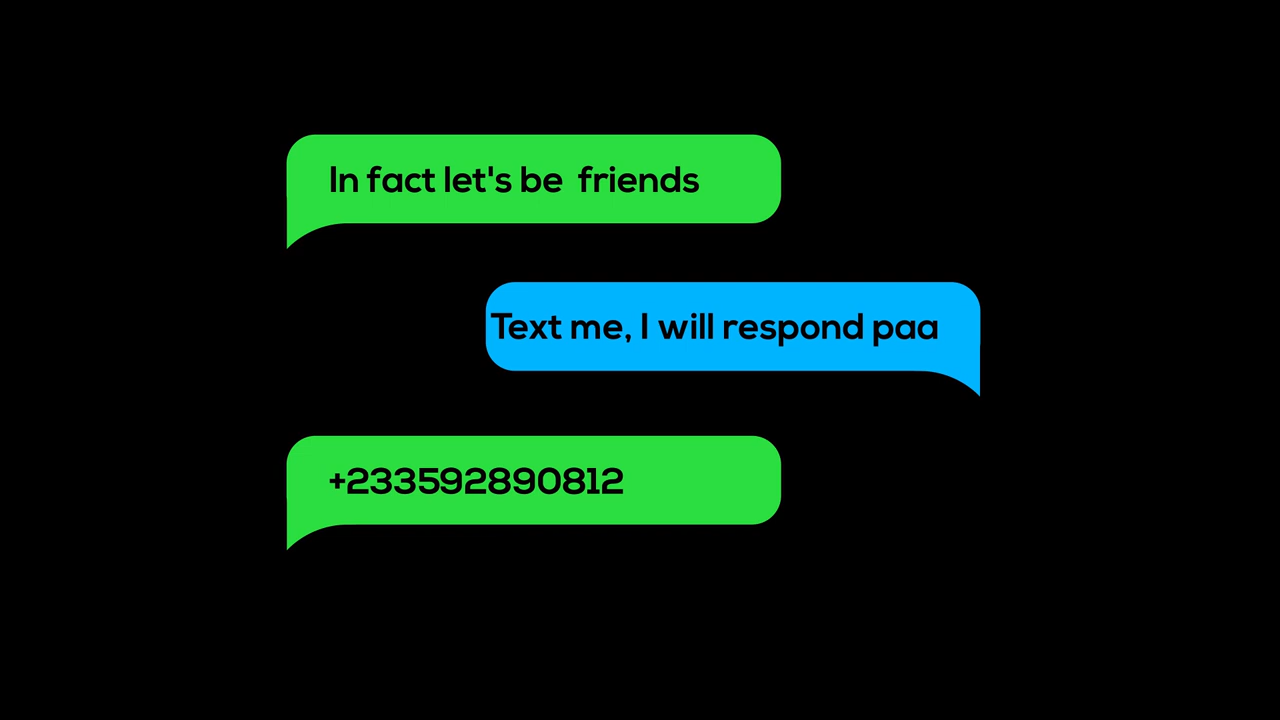 In fact let's be  friends
Text me, I will respond paa
+233592890812